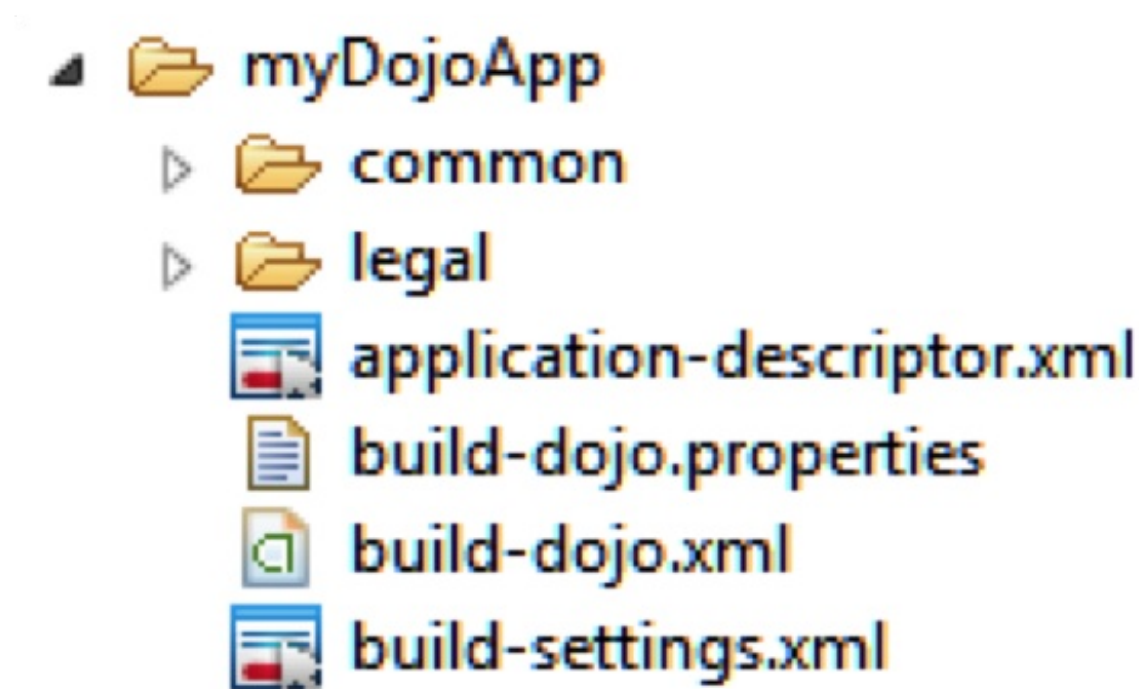 myDojoApp
common
legal
application-descriptor.xml
build-dojo.properties
build-dojo.xml
build-settings.xml